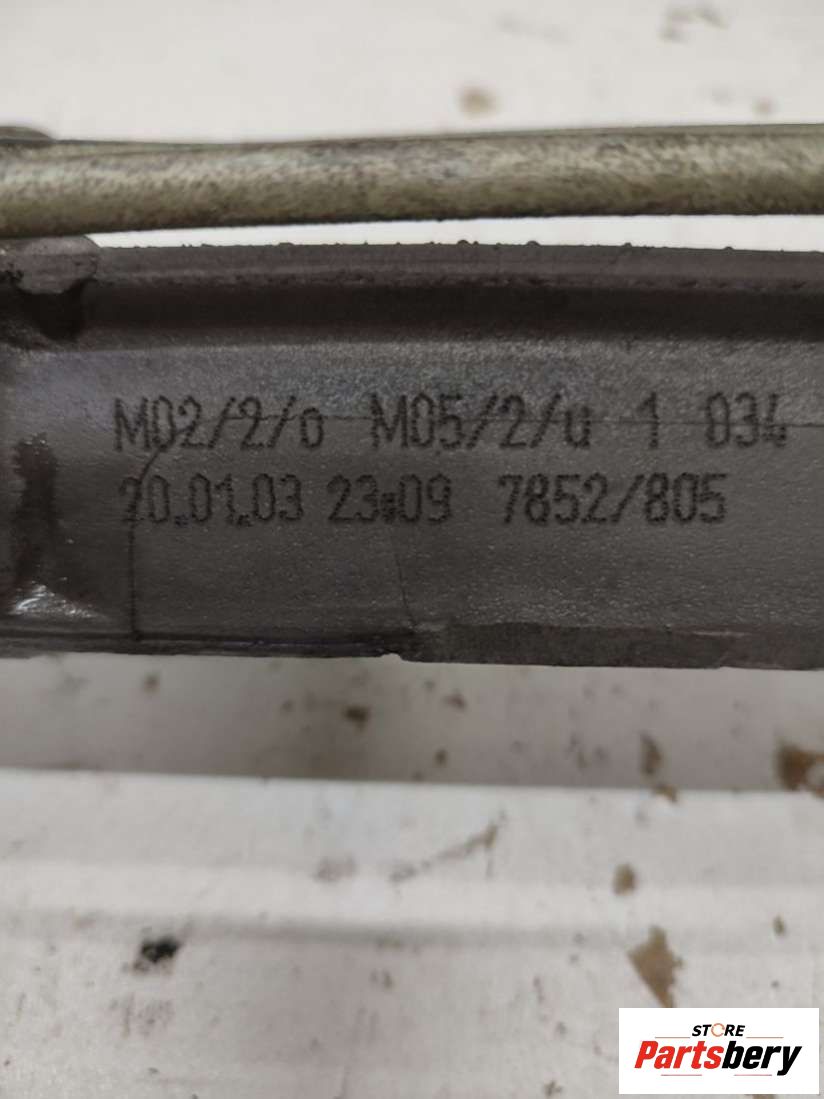 M02/2/o M05/2/u 1 034
20.01.03 23:09 7852/805
STORE
Partsbery